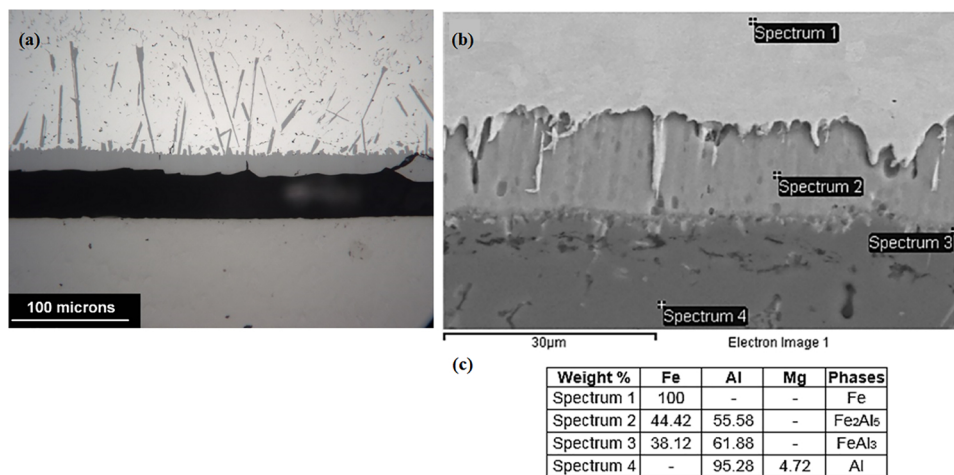 (a)
100 microns
(b)
Spectrum 1
Spectrum 2
Spectrum 3
Spectrum 4
30μm
Electron Image 1
(c)
Weight % Fe Al Mg Phases
Spectrum 1 100 - - Fe
Spectrum 2 44.42 55.58 - Fe₂Al₅
Spectrum 3 38.12 61.88 - FeAl₃
Spectrum 4 - 95.28 4.72 Al